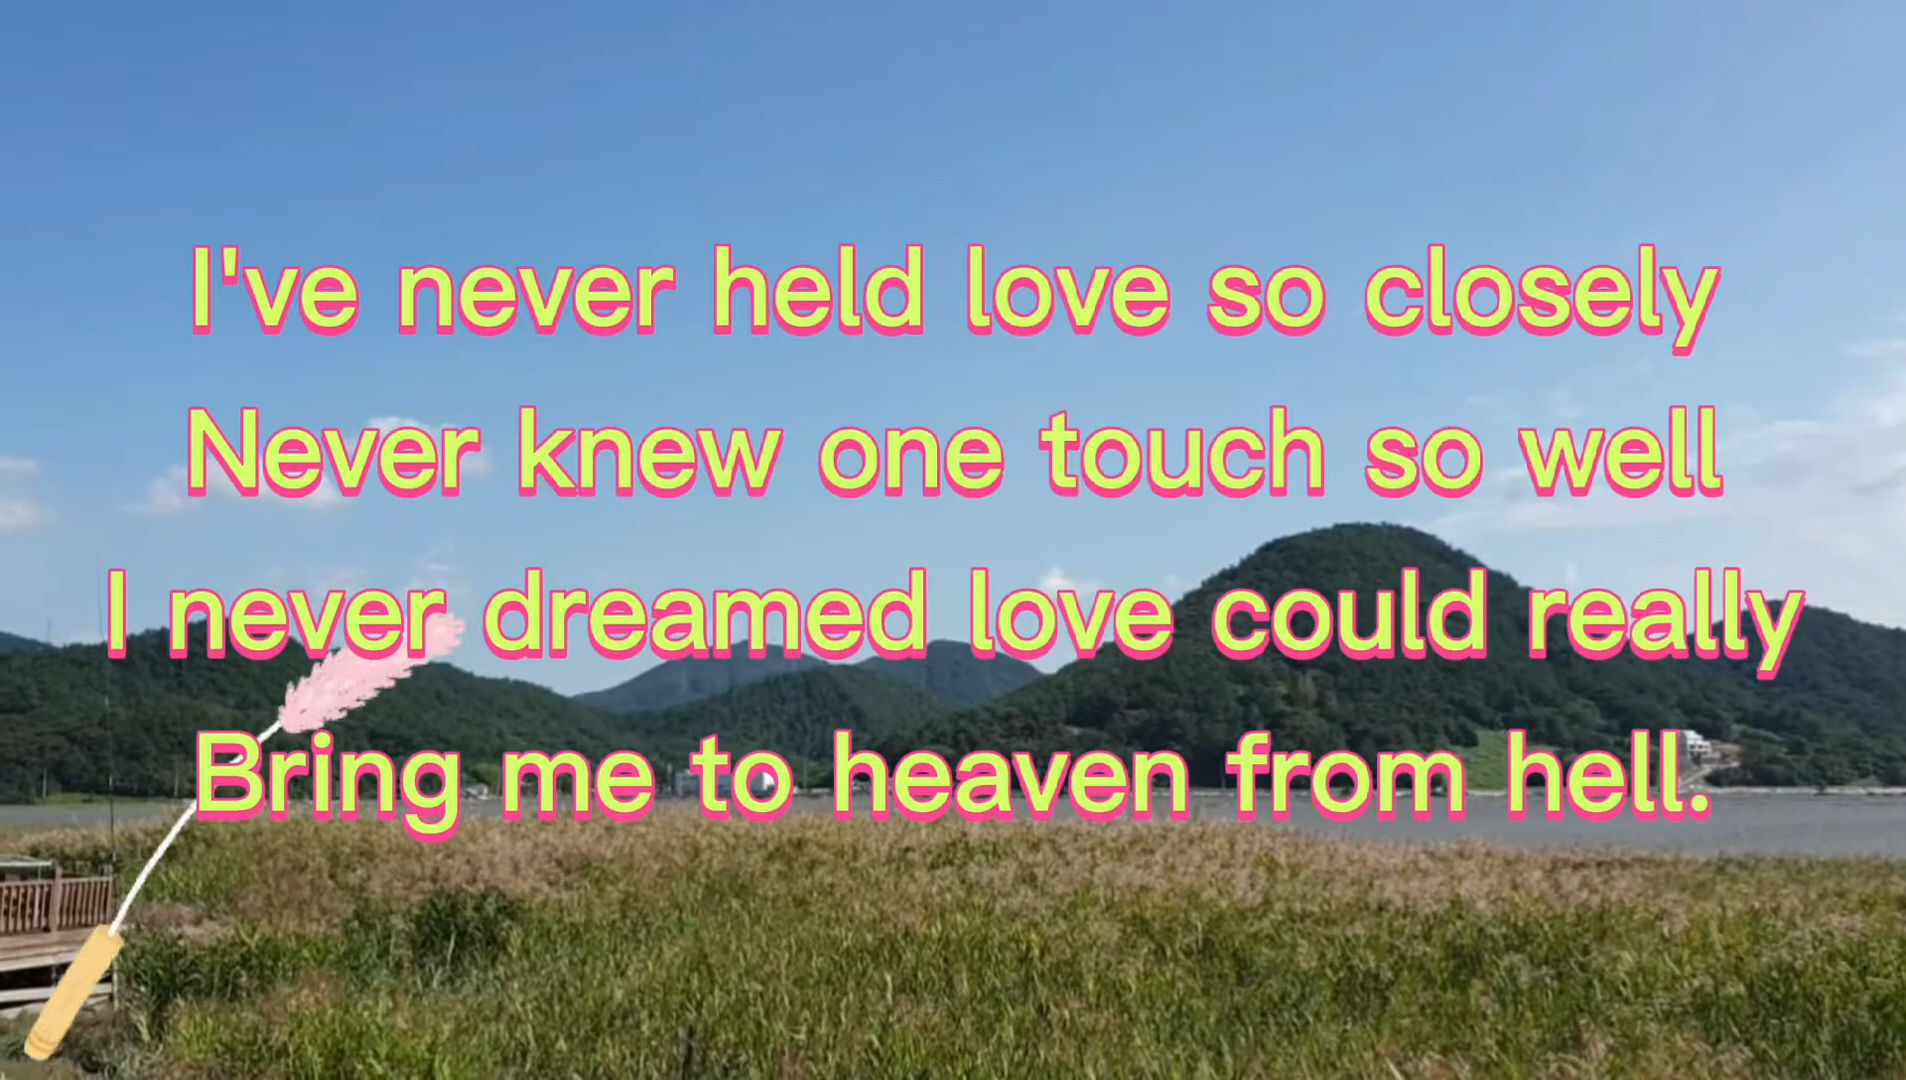 I've never held love so closely
Never knew one touch so well
I never dreamed love could really
Bring me to heaven from hell.